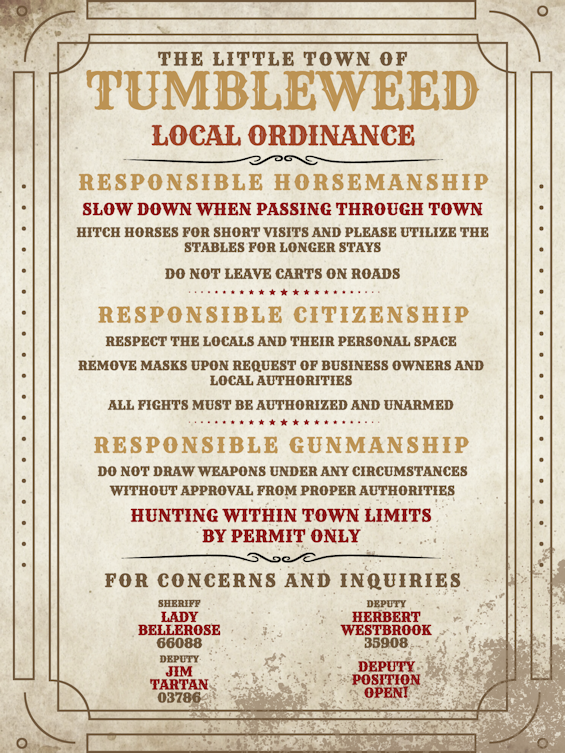 THE LITTLE TOWN OF
TUMBLEWEED
LOCAL ORDINANCE
RESPONSIBLE HORSEMANSHIP
SLOW DOWN WHEN PASSING THROUGH TOWN
HITCH HORSES FOR SHORT VISITS AND PLEASE UTILIZE THE
STABLES FOR LONGER STAYS
DO NOT LEAVE CARTS ON ROADS
RESPONSIBLE CITIZENSHIP
RESPECT THE LOCALS AND THEIR PERSONAL SPACE
REMOVE MASKS UPON REQUEST OF BUSINESS OWNERS AND
LOCAL AUTHORITIES
ALL FIGHTS MUST BE AUTHORIZED AND UNARMED
RESPONSIBLE GUNMANSHIP
DO NOT DRAW WEAPONS UNDER ANY CIRCUMSTANCES
WITHOUT APPROVAL FROM PROPER AUTHORITIES
HUNTING WITHIN TOWN LIMITS
BY PERMIT ONLY
FOR CONCERNS AND INQUIRIES
SHERIFF
LADY
BELLEROSE
66088
DEPUTY
JIM
TARTAN
03786
DEPUTY
HERBERT
WESTBROOK
35908
DEPUTY
POSITION
OPEN!